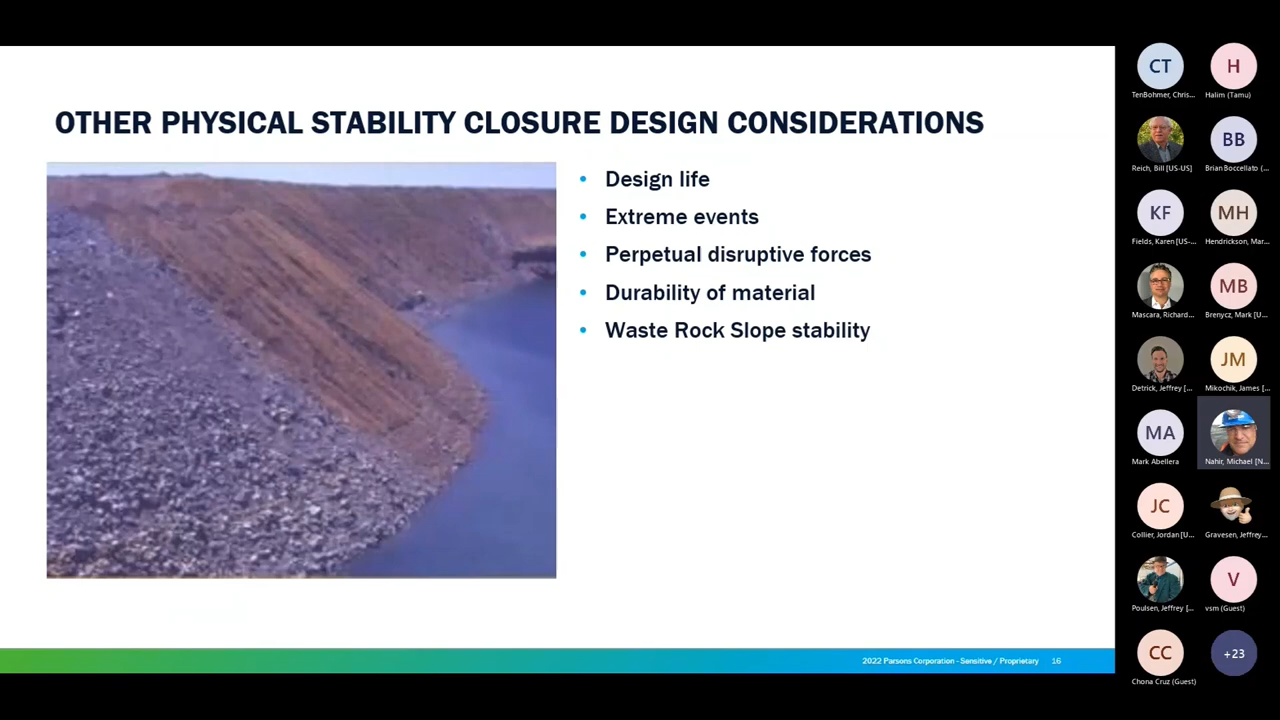 OTHER PHYSICAL STABILITY CLOSURE DESIGN CONSIDERATIONS
• Design life
• Extreme events
• Perpetual disruptive forces
• Durability of material
• Waste Rock Slope stability
2022 Parsons Corporation - Sensitive / Proprietary 16
CT
TenBohmer, Chris...
H
Halim (Tamu)
Reich, Bill [US-US]
BB
Brian Boccellato (...
KF
Fields, Karen [US-...
MH
Hendrickson, Mar...
Mascara, Richard...
MB
Brenycz, Mark [U...
Detrick, Jeffrey [...
JM
Mikochik, James [...
MA
Mark Abellera
Nahir, Michael [N...
JC
Collier, Jordan [U...
Gravesen, Jeffrey...
Poulsen, Jeffrey [...
V
vsm (Guest)
CC
Chona Cruz (Guest)
+23